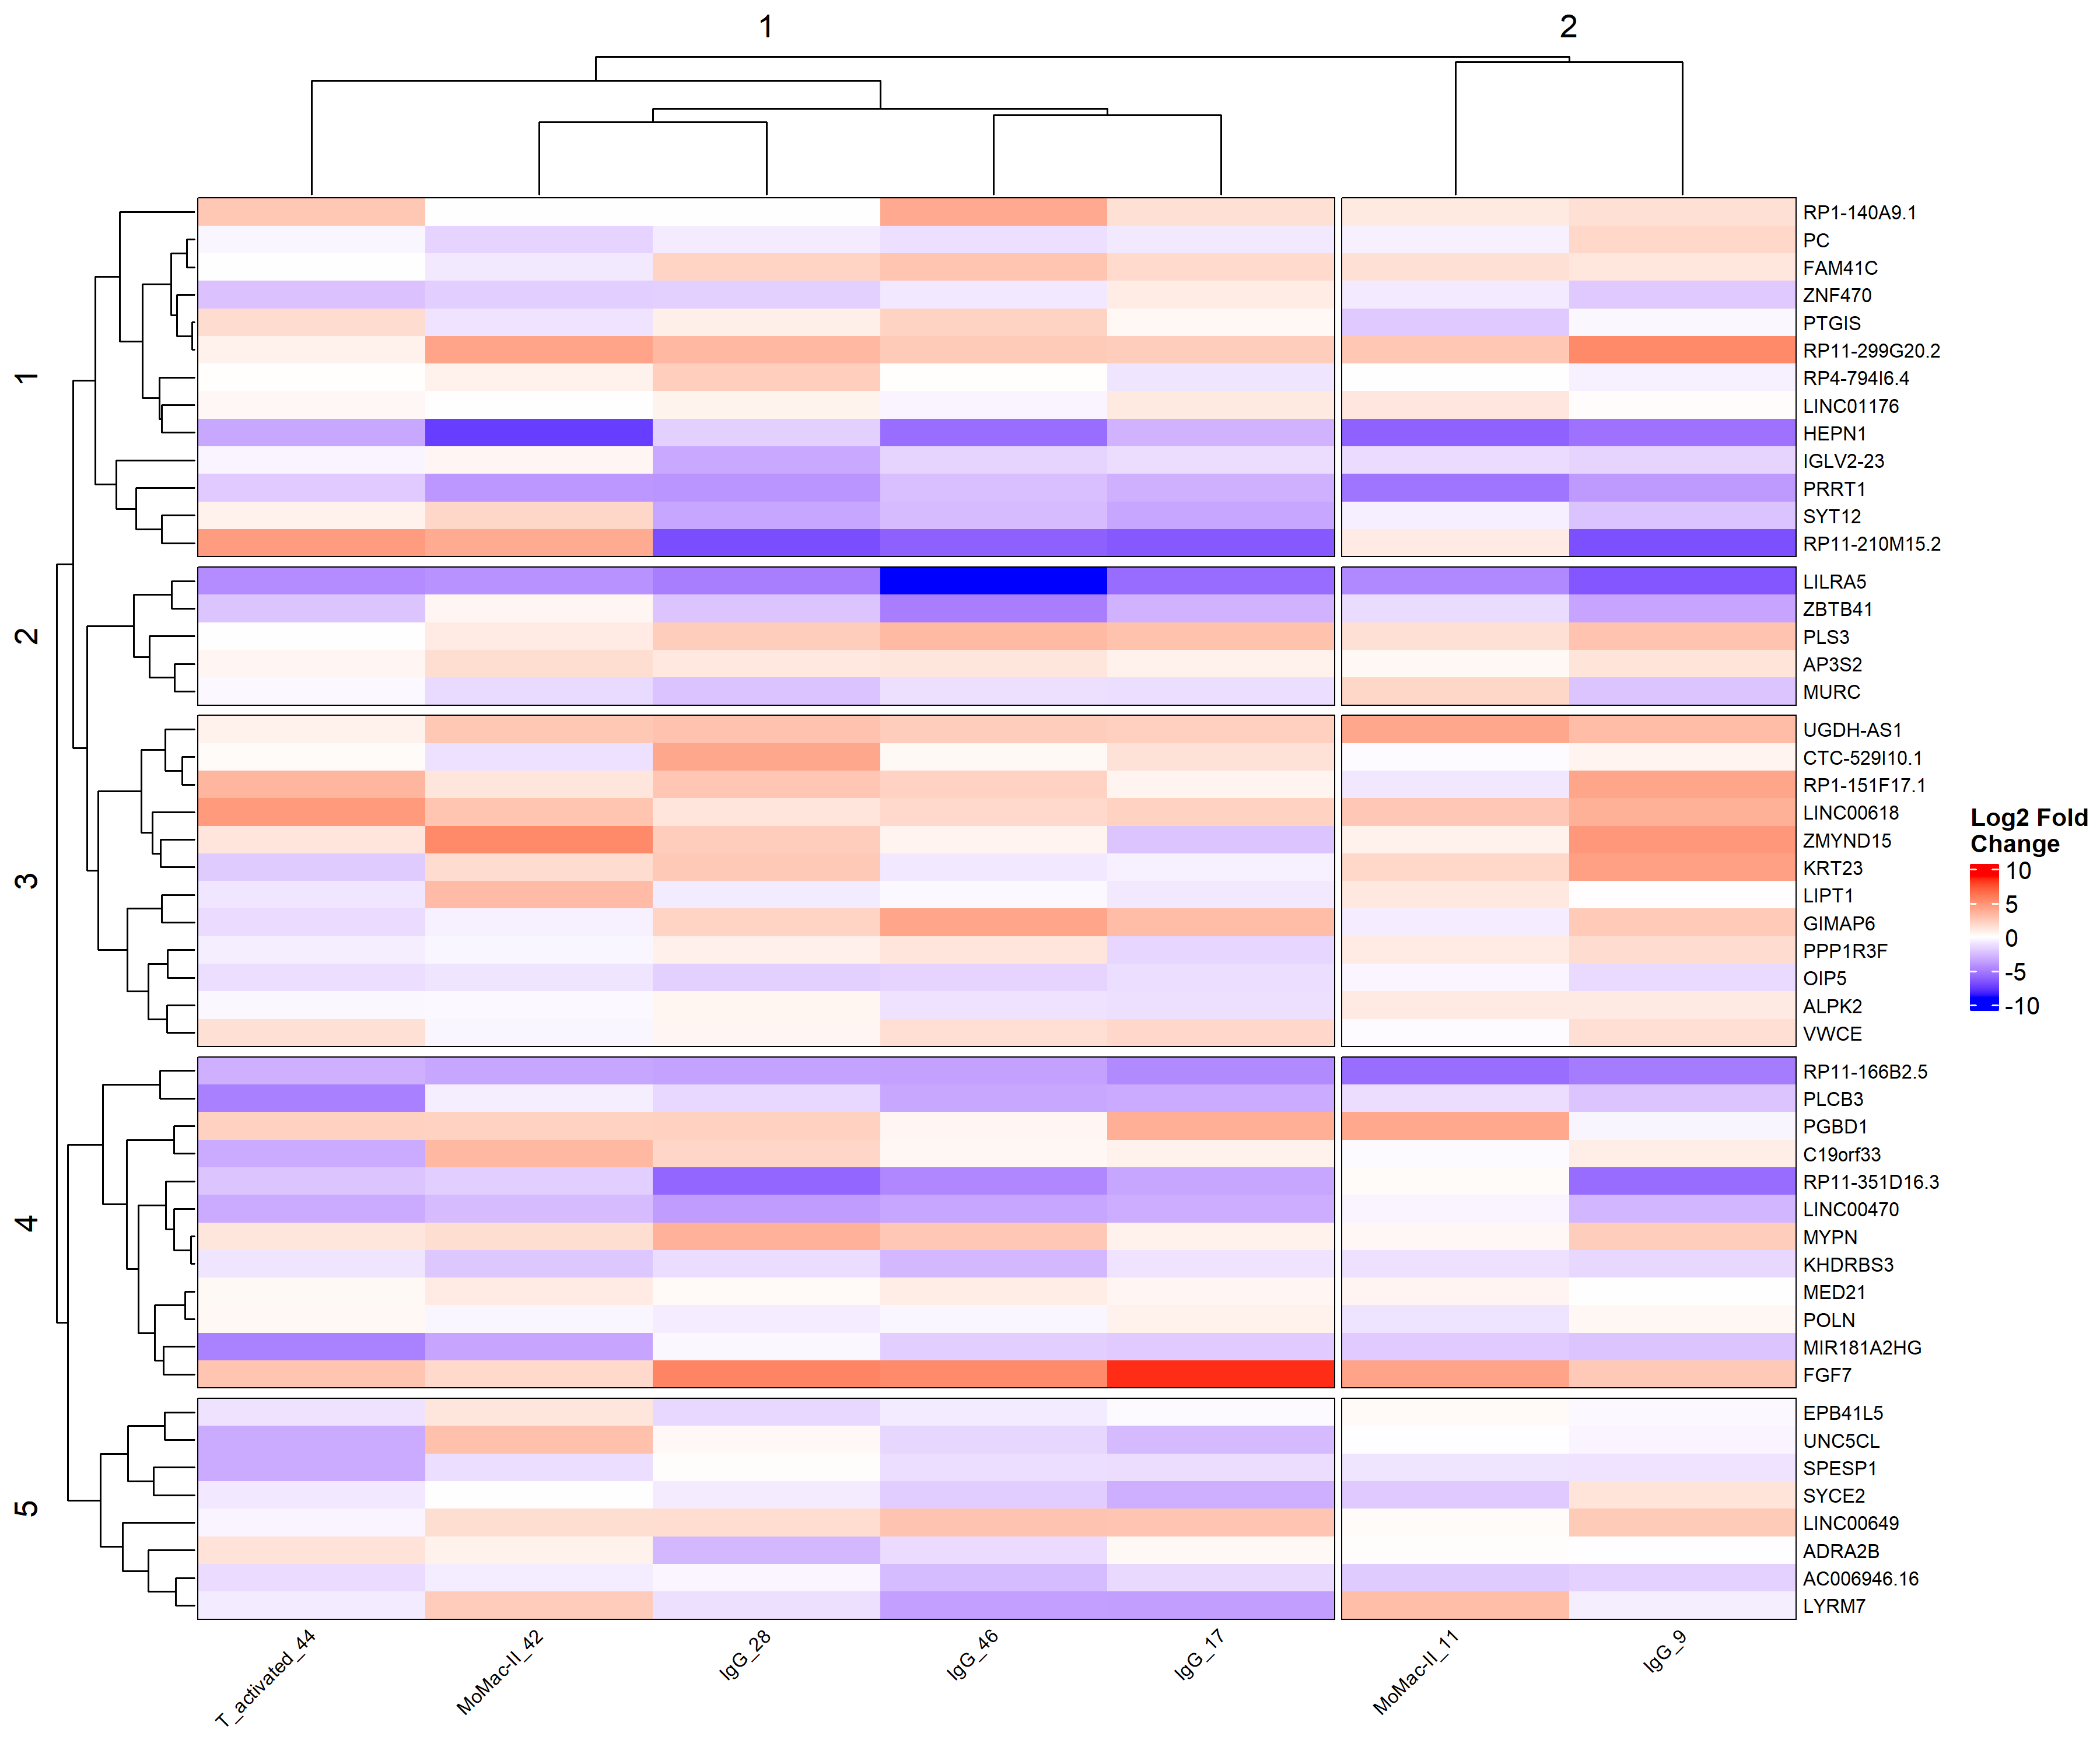 1
2
1
RP1-140A9.1
PC
FAM41C
ZNF470
PTGIS
RP11-299G20.2
RP4-794I6.4
LINC01176
HEPN1
IGLV2-23
PRRT1
SYT12
RP11-210M15.2
2
LILRA5
ZBTB41
PLS3
AP3S2
MURC
3
UGDH-AS1
CTC-529I10.1
RP1-151F17.1
LINC00618
ZMYND15
KRT23
LIPT1
GIMAP6
PPP1R3F
OIP5
ALPK2
VWCE
4
RP11-166B2.5
PLCB3
PGBD1
C19orf33
RP11-351D16.3
LINC00470
MYPN
KHDRBS3
MED21
POLN
MIR181A2HG
FGF7
5
EPB41L5
UNC5CL
SPESP1
SYCE2
LINC00649
ADRA2B
AC006946.16
LYRM7
T_activated_44
MoMac-II_42
IgG_28
IgG_46
IgG_17
MoMac-II_11
IgG_9
Log2 Fold
Change
10
5
0
-5
-10